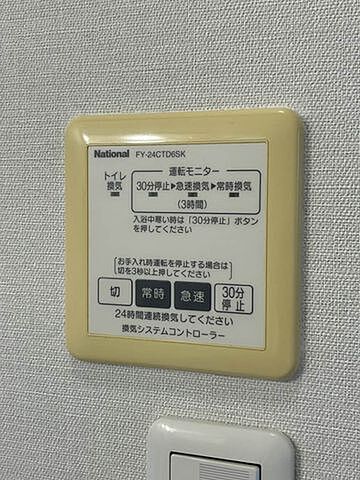 National FY-24CTD6SK
運転モニター
トイレ換気
30分停止▶急速換気▶常時換気
(3時間)
入浴中寒い時は「30分停止」ボタン
を押してください
お手入れ時運転を停止する場合は
切を3秒以上押してください
切 常時 急速 30分停止
24時間連続換気してください
換気システムコントローラー